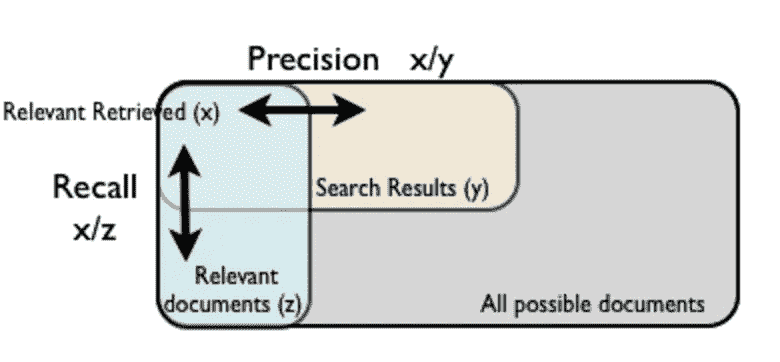 Precision x/y
Relevant Retrieved (x)
Recall
x/z
Search Results (y)
Relevant
documents (z)
All possible documents